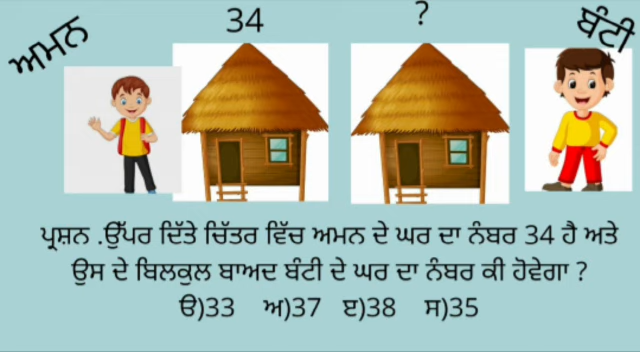 ਅਮਨ
34
?
ਬੰਟੀ
ਪ੍ਰਸ਼ਨ .ਉੱਪਰ ਦਿੱਤੇ ਚਿੱਤਰ ਵਿੱਚ ਅਮਨ ਦੇ ਘਰ ਦਾ ਨੰਬਰ 34 ਹੈ ਅਤੇ
ਉਸ ਦੇ ਬਿਲਕੁਲ ਬਾਅਦ ਬੰਟੀ ਦੇ ਘਰ ਦਾ ਨੰਬਰ ਕੀ ਹੋਵੇਗਾ ?
ੳ)33 ਅ)37 ੲ)38 ਸ)35